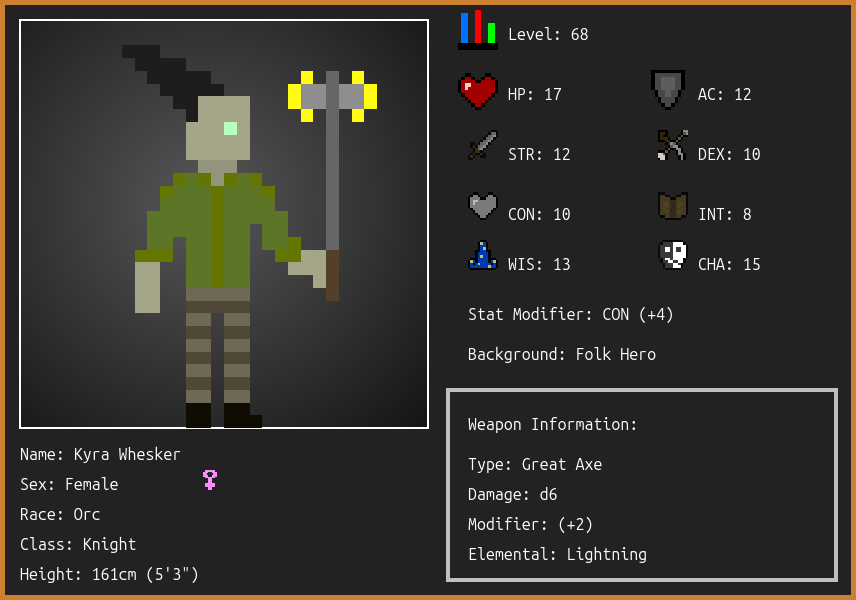 Level: 68
HP: 17
AC: 12
STR: 12
DEX: 10
CON: 10
INT: 8
WIS: 13
CHA: 15
Stat Modifier: CON (+4)
Background: Folk Hero
Weapon Information:
Type: Great Axe
Damage: d6
Modifier: (+2)
Elemental: Lightning
Name: Kyra Whesker
Sex: Female
Race: Orc
Class: Knight
Height: 161cm (5'3")